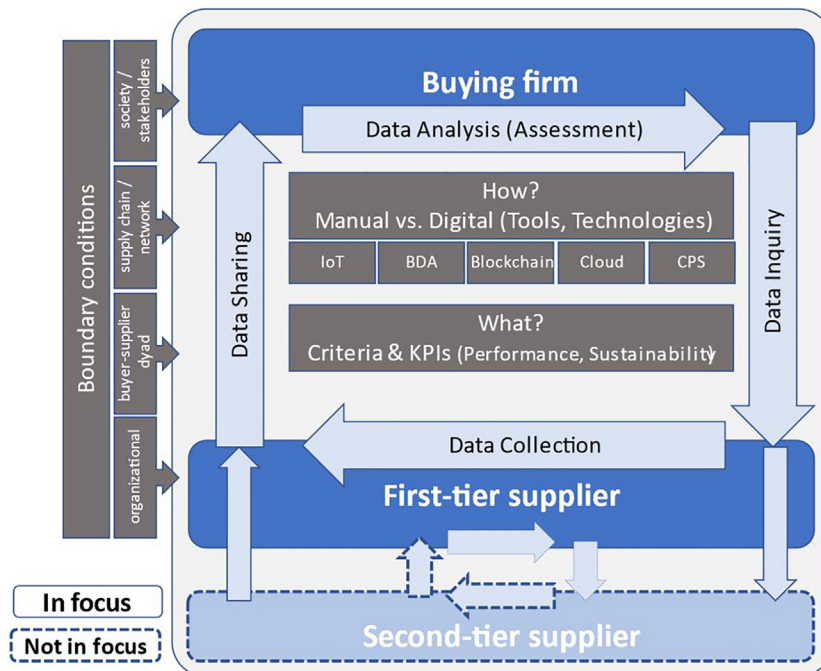 Boundary conditions
society /
stakeholders
supply chain /
network
buyer-supplier
dyad
organizational
Buying firm
Data Analysis (Assessment)
How?
Manual vs. Digital (Tools, Technologies)
IoT
BDA
Blockchain
Cloud
CPS
What?
Criteria & KPIs (Performance, Sustainability)
Data Sharing
Data Inquiry
Data Collection
First-tier supplier
Second-tier supplier
In focus
Not in focus